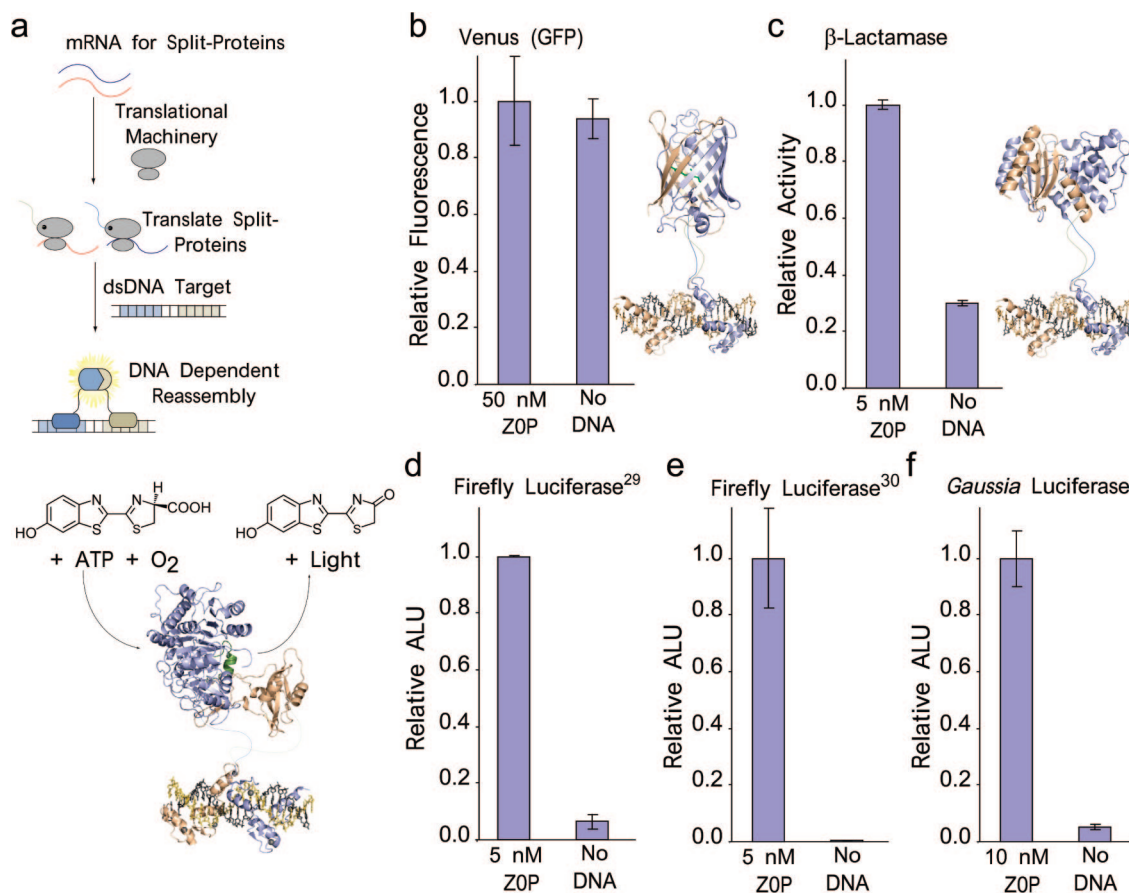 a
mRNA for Split-Proteins
Translational
Machinery
Translate Split-
Proteins
dsDNA Target
DNA Dependent
Reassembly
b
Venus (GFP)
Relative Fluorescence
1.0
0.8
0.6
0.4
0.2
0.0
50 nM
Z0P
No
DNA
c
β-Lactamase
Relative Activity
1.0
0.8
0.6
0.4
0.2
0.0
5 nM
Z0P
No
DNA
H
N
N
COOH
HO
S
S
+ ATP + O2
O
N
N
HO
S
S
+ Light
d
Firefly Luciferase29
Relative ALU
1.0
0.8
0.6
0.4
0.2
0.0
5 nM
Z0P
No
DNA
e
Firefly Luciferase30
Relative ALU
1.0
0.8
0.6
0.4
0.2
0.0
5 nM
Z0P
No
DNA
f
Gaussia Luciferase
Relative ALU
1.0
0.8
0.6
0.4
0.2
0.0
10 nM
Z0P
No
DNA